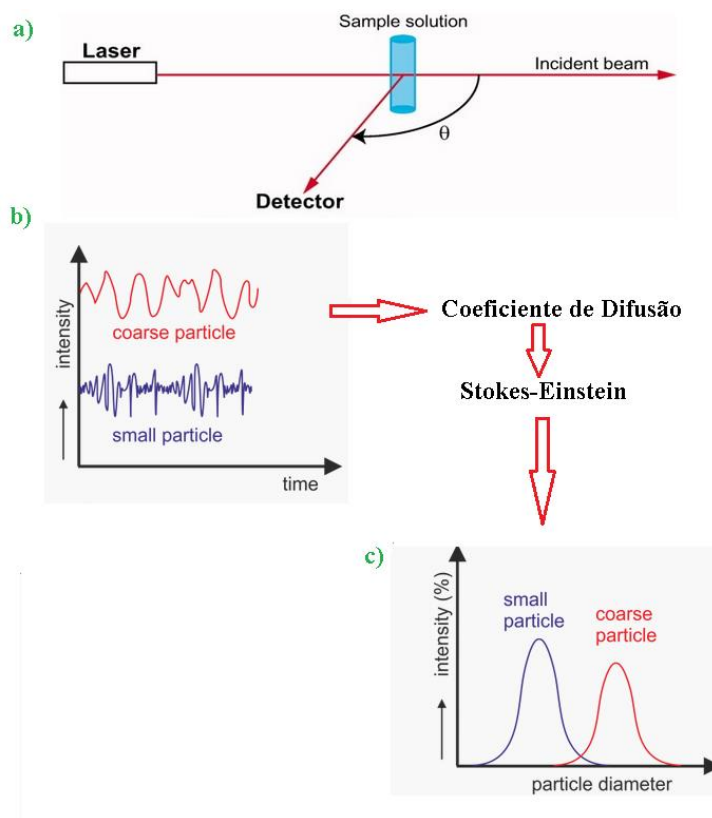 a)
Sample solution
Laser
Incident beam
θ
Detector
b)
intensity
coarse particle
small particle
time
Coeficiente de Difusão
Stokes-Einstein
c)
intensity (%)
small
particle
coarse
particle
particle diameter